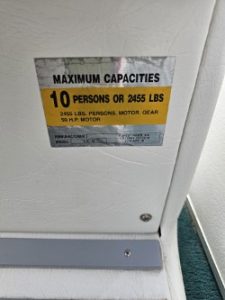 MAXIMUM CAPACITIES
10 PERSONS OR 2455 LBS
2455 LBS. PERSONS, MOTOR, GEAR
50 H.P. MOTOR